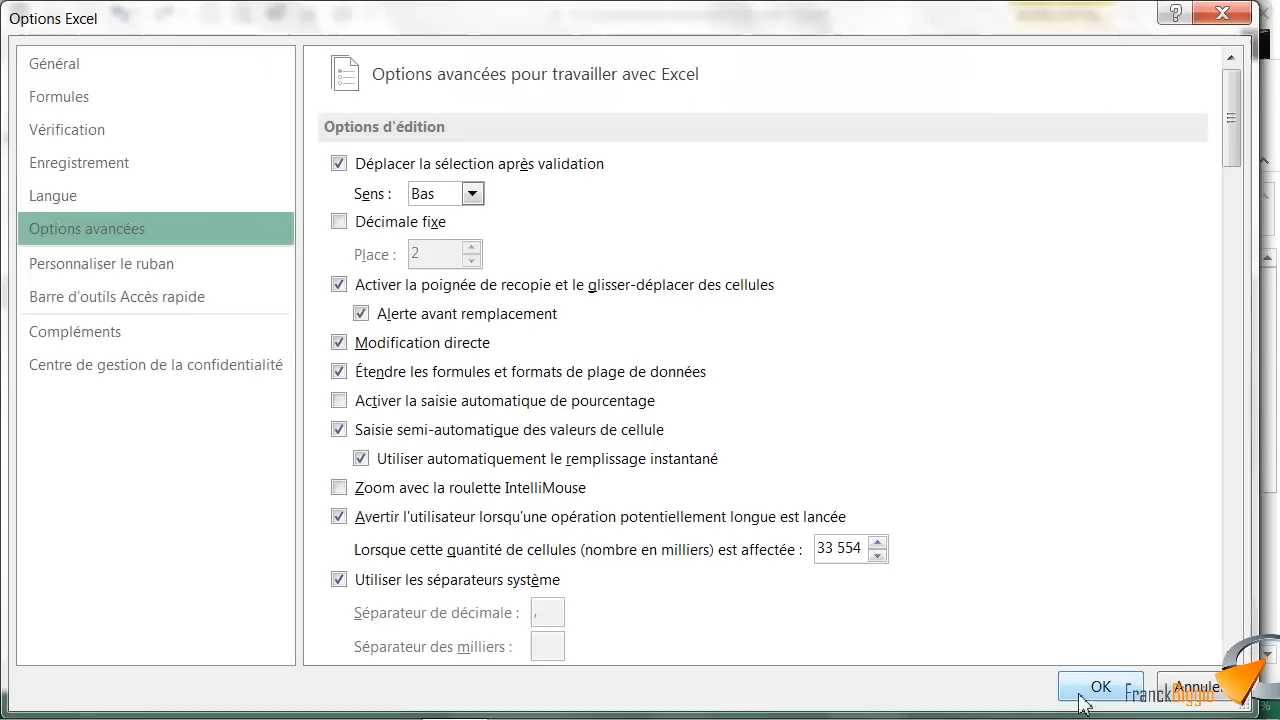 Options Excel
?
Général
Formules
Vérification
Enregistrement
Langue
Options avancées
Personnaliser le ruban
Barre d'outils Accès rapide
Compléments
Centre de gestion de la confidentialité
Options avancées pour travailler avec Excel
Options d'édition
Déplacer la sélection après validation
Sens : Bas
Décimale fixe
Place : 2
Activer la poignée de recopie et le glisser-déplacer des cellules
Alerte avant remplacement
Modification directe
Étendre les formules et formats de plage de données
Activer la saisie automatique de pourcentage
Saisie semi-automatique des valeurs de cellule
Utiliser automatiquement le remplissage instantané
Zoom avec la roulette IntelliMouse
Avertir l'utilisateur lorsqu'une opération potentiellement longue est lancée
Lorsque cette quantité de cellules (nombre en milliers) est affectée : 33 554
Utiliser les séparateurs système
Séparateur de décimale : ,
Séparateur des milliers :
OK
Annule
FranckBiggio
%